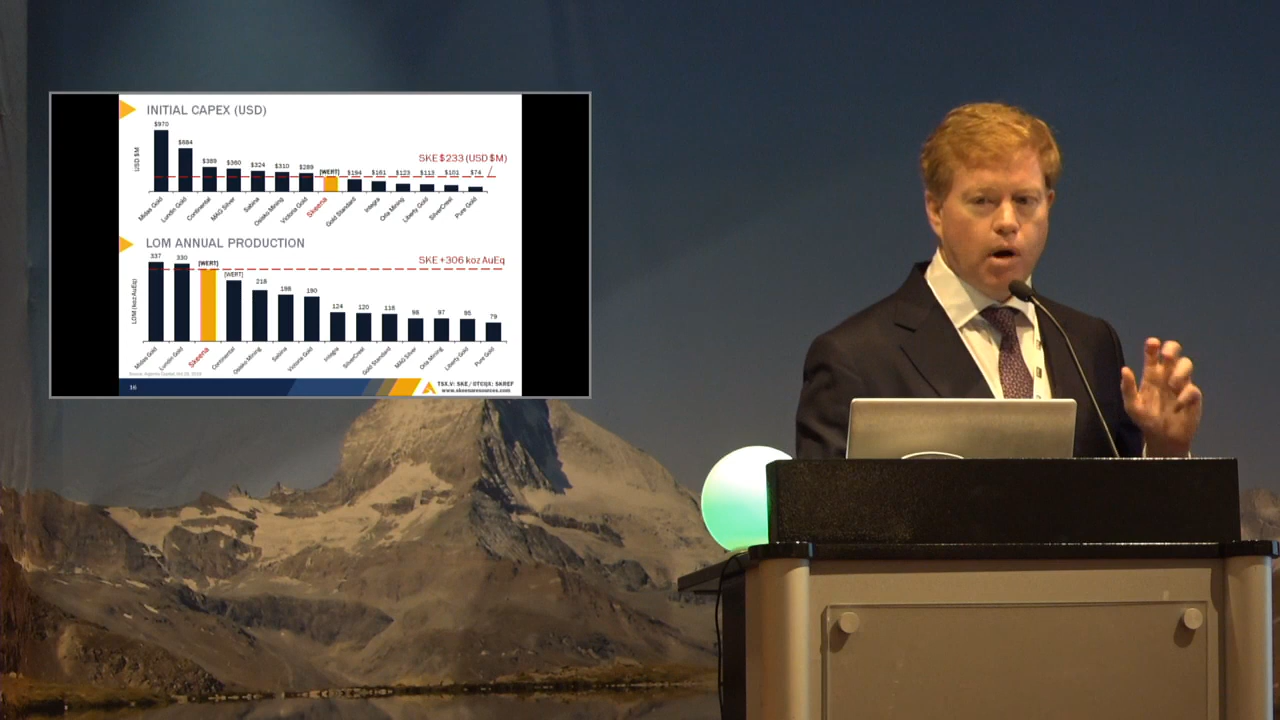 INITIAL CAPEX (USD)
$970
$684
$389
$360
$324
$310
$289
[WERT]
$194
$161
$123
$113
$101
$74
SKE $233 (USD $M)
USD $M
Midas Gold
Lundin Gold
Continental
MAG Silver
Sabina
Osisko Mining
Victoria Gold
Skeena
Gold Standard
Integra
Orla Mining
Liberty Gold
SilverCrest
Pure Gold
LOM ANNUAL PRODUCTION
337
330
[WERT]
[WERT]
218
198
190
124
120
118
98
97
95
79
SKE +306 koz AuEq
LOM (koz AuEq)
Midas Gold
Lundin Gold
Skeena
Continental
Osisko Mining
Sabina
Victoria Gold
Integra
SilverCrest
Gold Standard
MAG Silver
Orla Mining
Liberty Gold
Pure Gold
16
TSX.V: SKE / OTCQX: SKREF
www.skeenaresources.com